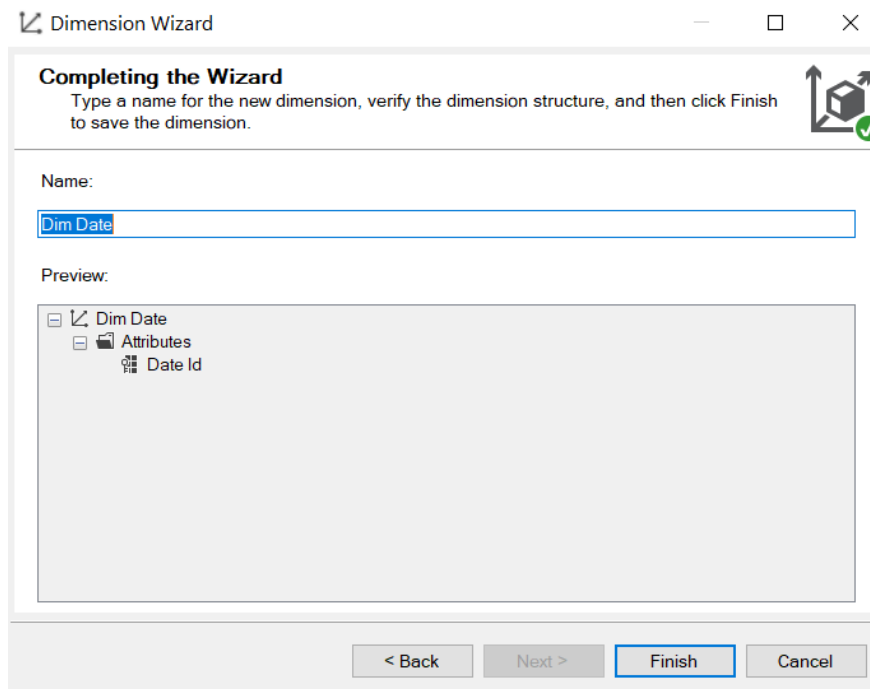 Dimension Wizard
Completing the Wizard
Type a name for the new dimension, verify the dimension structure, and then click Finish
to save the dimension.
Name:
Dim Date
Preview:
Dim Date
Attributes
Date Id
< Back Next > Finish Cancel